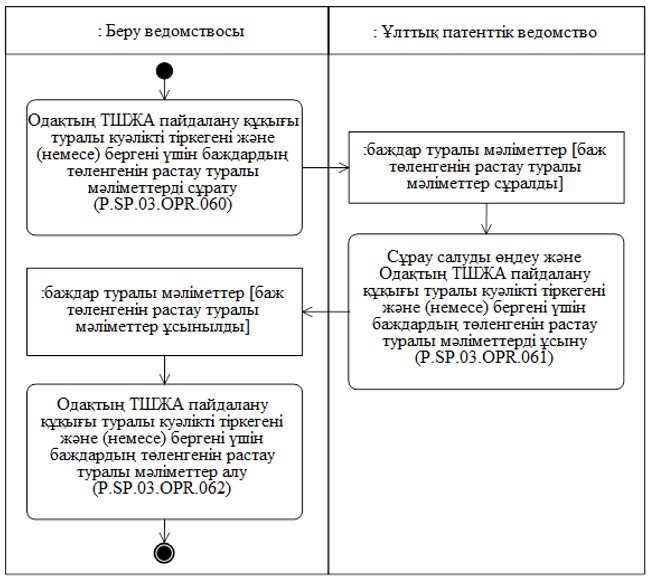 : Беру ведомствосы
: Ұлттық патенттік ведомство
Одақтың ТШЖА пайдалану құқығы
туралы куәлікті тіркегені және
(немесе) бергені үшін баждардың
төленгенін растау туралы
мәліметтерді сұрату
(P.SP.03.OPR.060)
:баждар туралы мәліметтер [баж
төленгенін растау туралы
мәліметтер сұралды]
Сұрау салуды өңдеу және
Одақтың ТШЖА пайдалану
құқығы туралы куәлікті тіркегені
және (немесе) бергені үшін
баждардың төленгенін растау
туралы мәліметтерді ұсыну
(P.SP.03.OPR.061)
:баждар туралы мәліметтер [баж
төленгенін растау туралы
мәліметтер ұсынылды]
Одақтың ТШЖА пайдалану
құқығы туралы куәлікті тіркегені
және (немесе) бергені үшін
баждардың төленгенін растау
туралы мәліметтер алу
(P.SP.03.OPR.062)